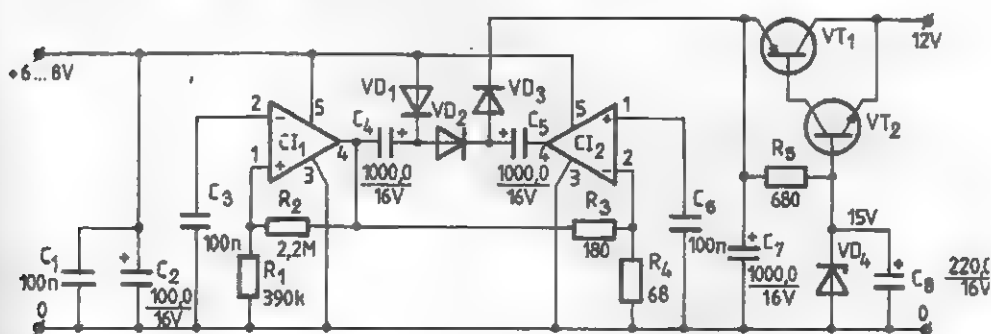 +6...8V
2
1
5
4
3
CI₁
VD₁
VD₂
VD₃
C₄
+
1000,0
16V
C₅
+
1000,0
16V
5
4
3
1
2
CI₂
VT₁
12V
VT₂
C₃
100n
R₂
2,2M
R₁
390k
R₃
180
R₄
68
C₆
100n
R₅
680
15V
C₇
+
1000,0
16V
VD₄
C₈
+
220,0
16V
C₁
100n
C₂
+
100,0
16V
0
0